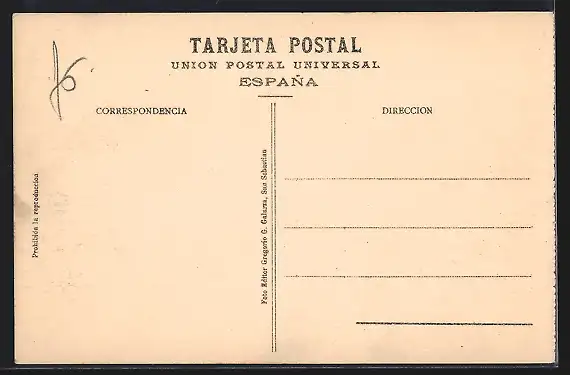 TARJETA POSTAL
UNION POSTAL UNIVERSAL
ESPAÑA
CORRESPONDENCIA
DIRECCION
Prohibida la reproduccion
Foto Editor Gregorio G. Galarza, San Sebastian